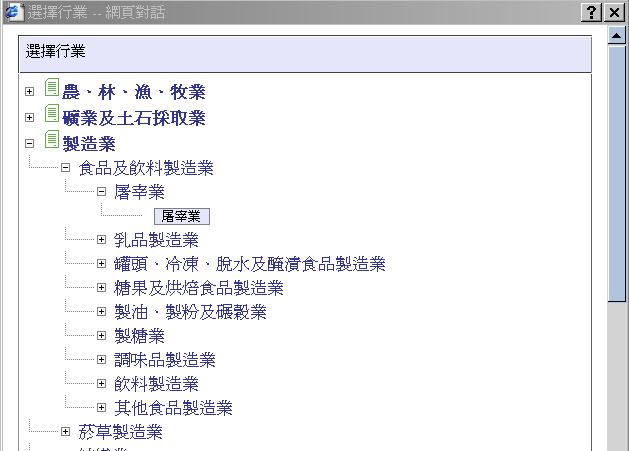 選擇行業 -- 網頁對話
選擇行業
農、林、漁、牧業
礦業及土石採取業
製造業
食品及飲料製造業
屠宰業
屠宰業
乳品製造業
罐頭、冷凍、脫水及醃漬食品製造業
糖果及烘焙食品製造業
製油、製粉及碾穀業
製糖業
調味品製造業
飲料製造業
其他食品製造業
菸草製造業